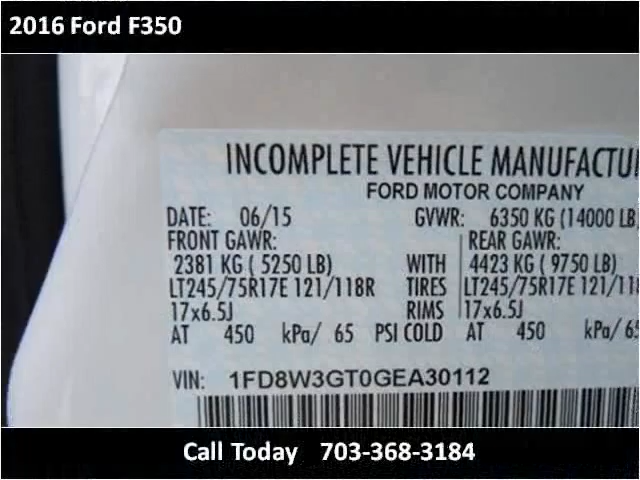 2016 Ford F350
INCOMPLETE VEHICLE MANUFACTU
FORD MOTOR COMPANY
DATE: 06/15 GVWR: 6350 KG (14000 LB)
FRONT GAWR: REAR GAWR:
2381 KG ( 5250 LB) WITH 4423 KG ( 9750 LB)
LT245/75R17E 121/118R TIRES LT245/75R17E 121/118
17x6.5J RIMS 17x6.5J
AT 450 kPa/ 65 PSI COLD AT 450 kPa/ 65
VIN: 1FD8W3GT0GEA30112
Call Today 703-368-3184